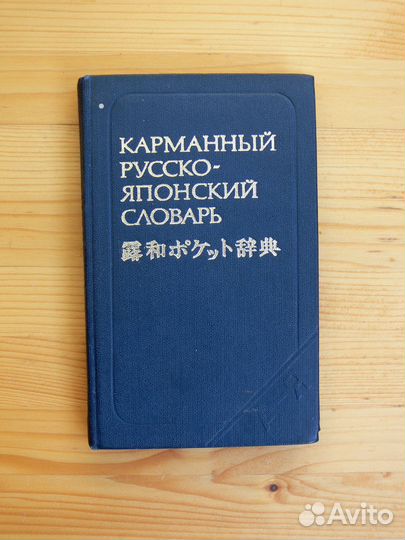 КАРМАННЫЙ
РУССКО-
ЯПОНСКИЙ
СЛОВАРЬ
露和ポケット辞典
Avito